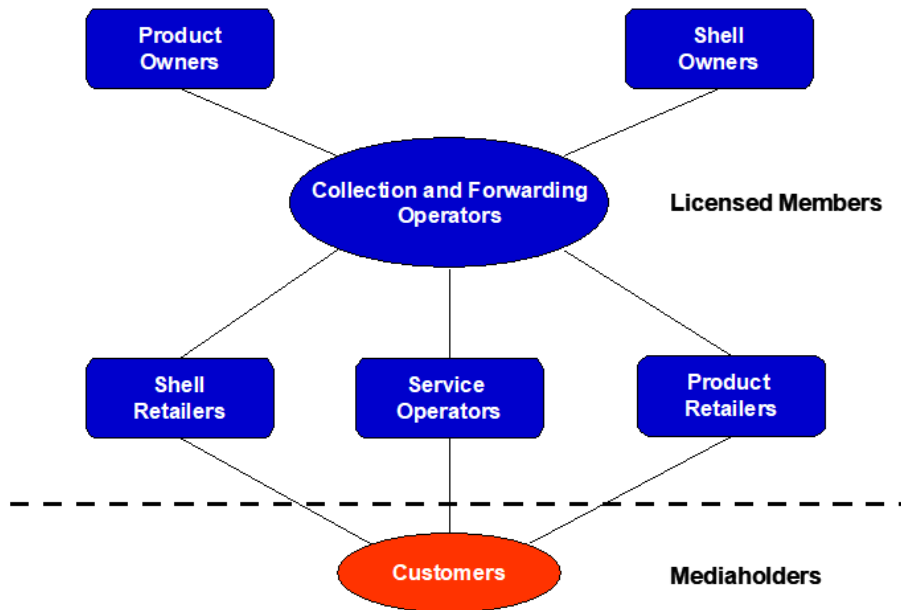 Product
Owners
Shell
Owners
Collection and Forwarding
Operators
Licensed Members
Shell
Retailers
Service
Operators
Product
Retailers
Customers
Mediaholders